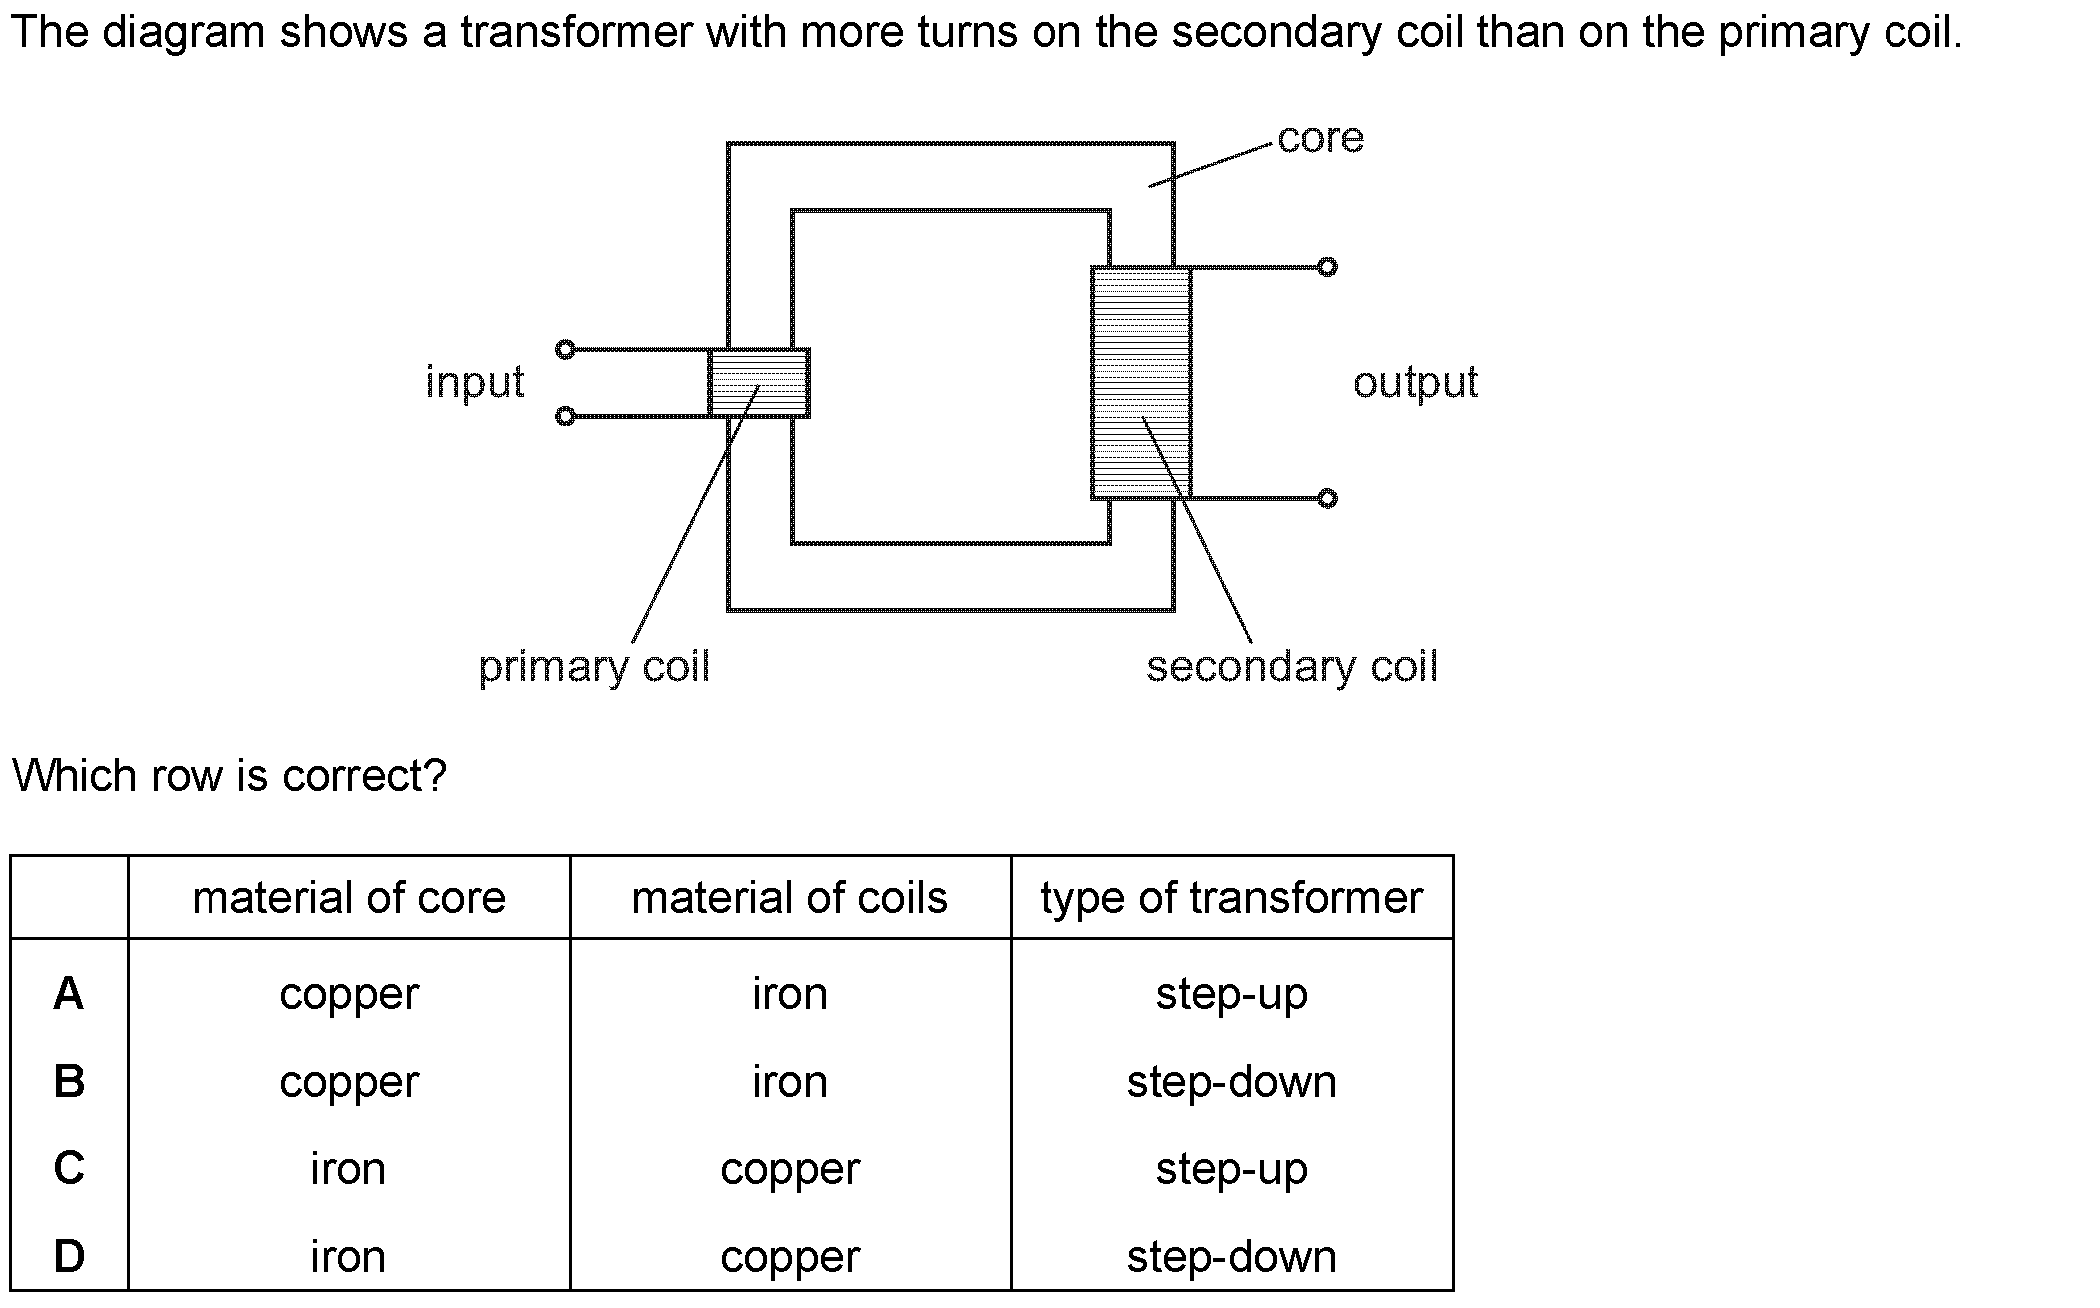 The diagram shows a transformer with more turns on the secondary coil than on the primary coil.
core
input
output
primary coil
secondary coil
Which row is correct?
material of core material of coils type of transformer
A copper iron step-up
B copper iron step-down
C iron copper step-up
D iron copper step-down